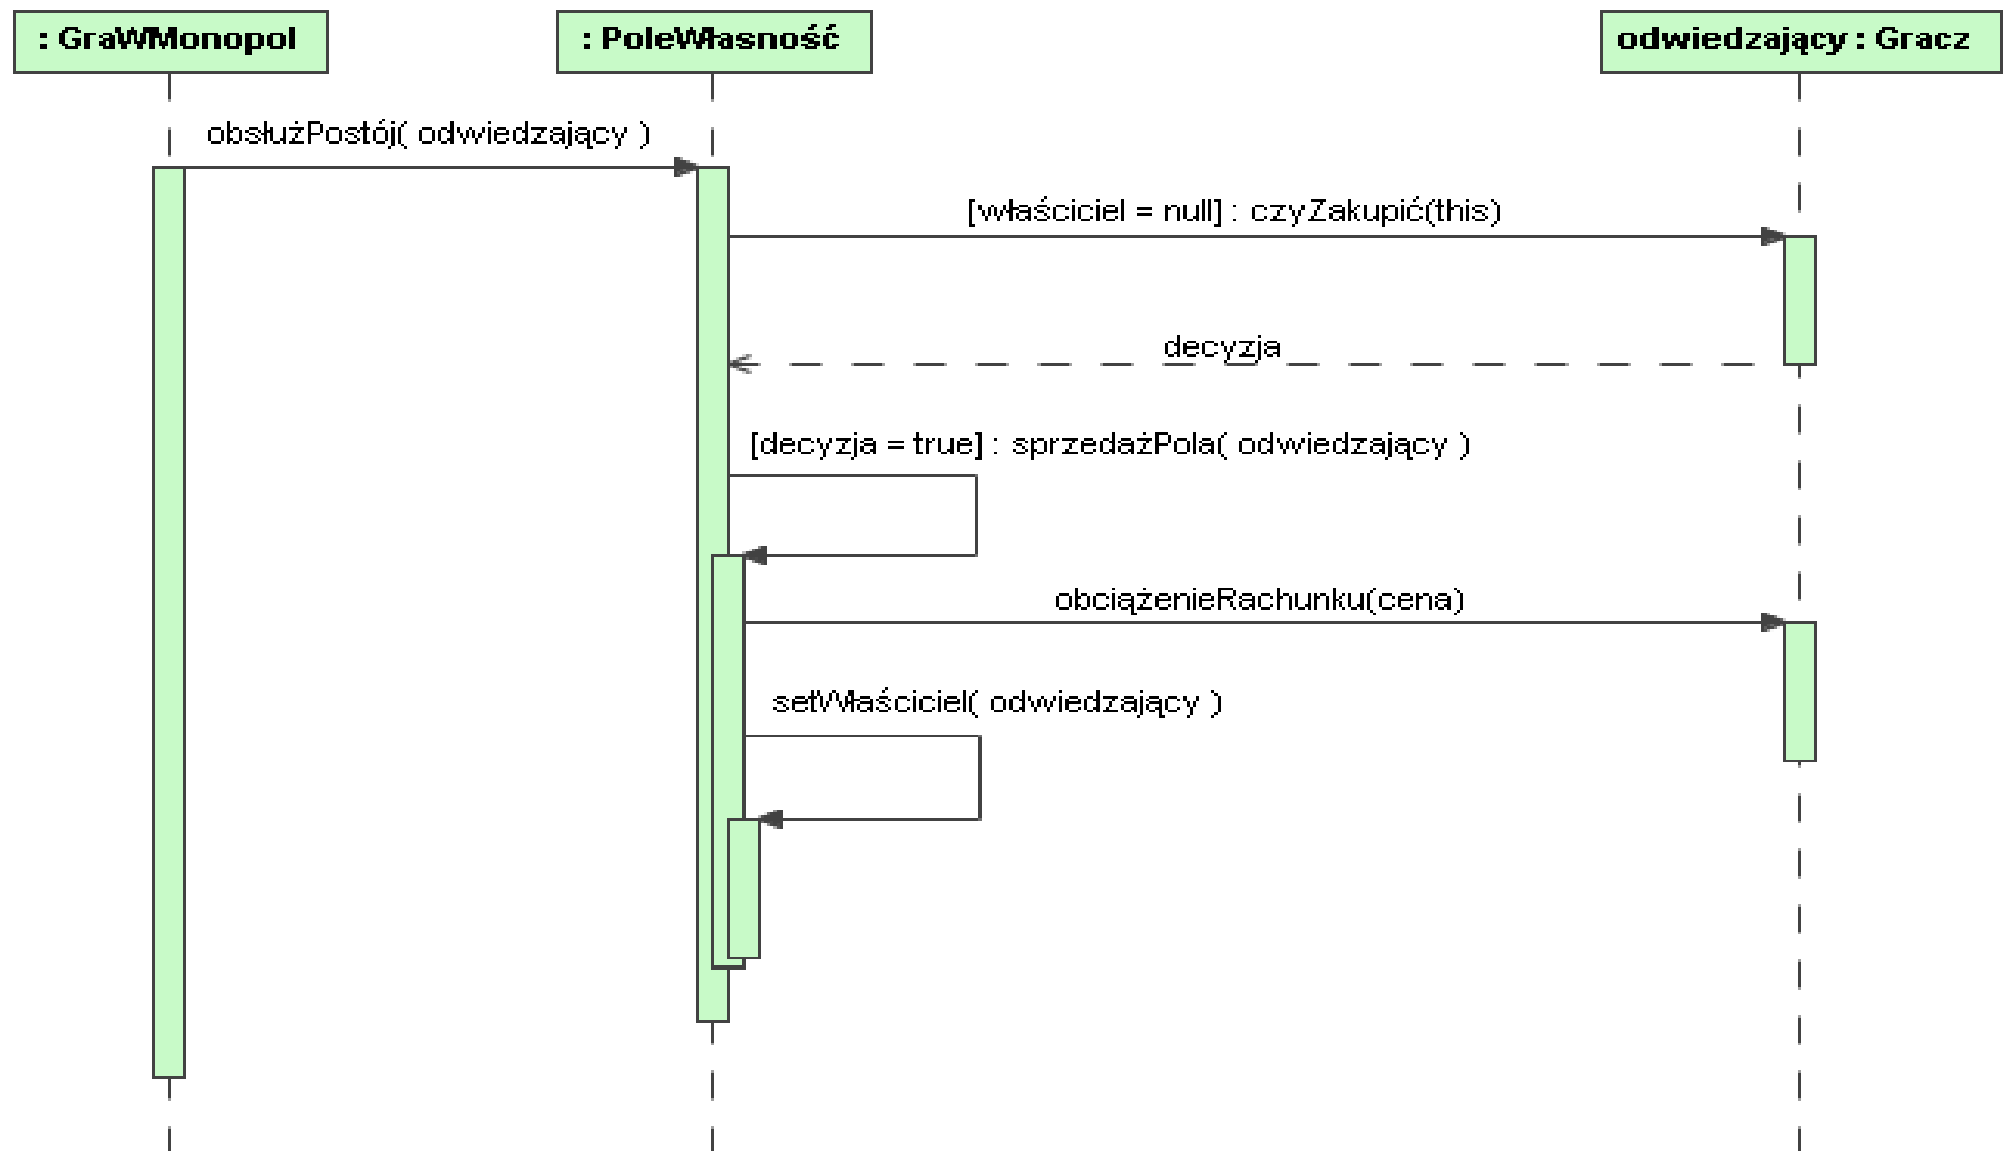 : GraWMonopol
: PoleWłasność
odwiedzający : Gracz
obsłużPostój( odwiedzający )
[właściciel = null] : czyZakupić(this)
decyzja
[decyzja = true] : sprzedażPola( odwiedzający )
obciążenieRachunku(cena)
setWłaściciel( odwiedzający )